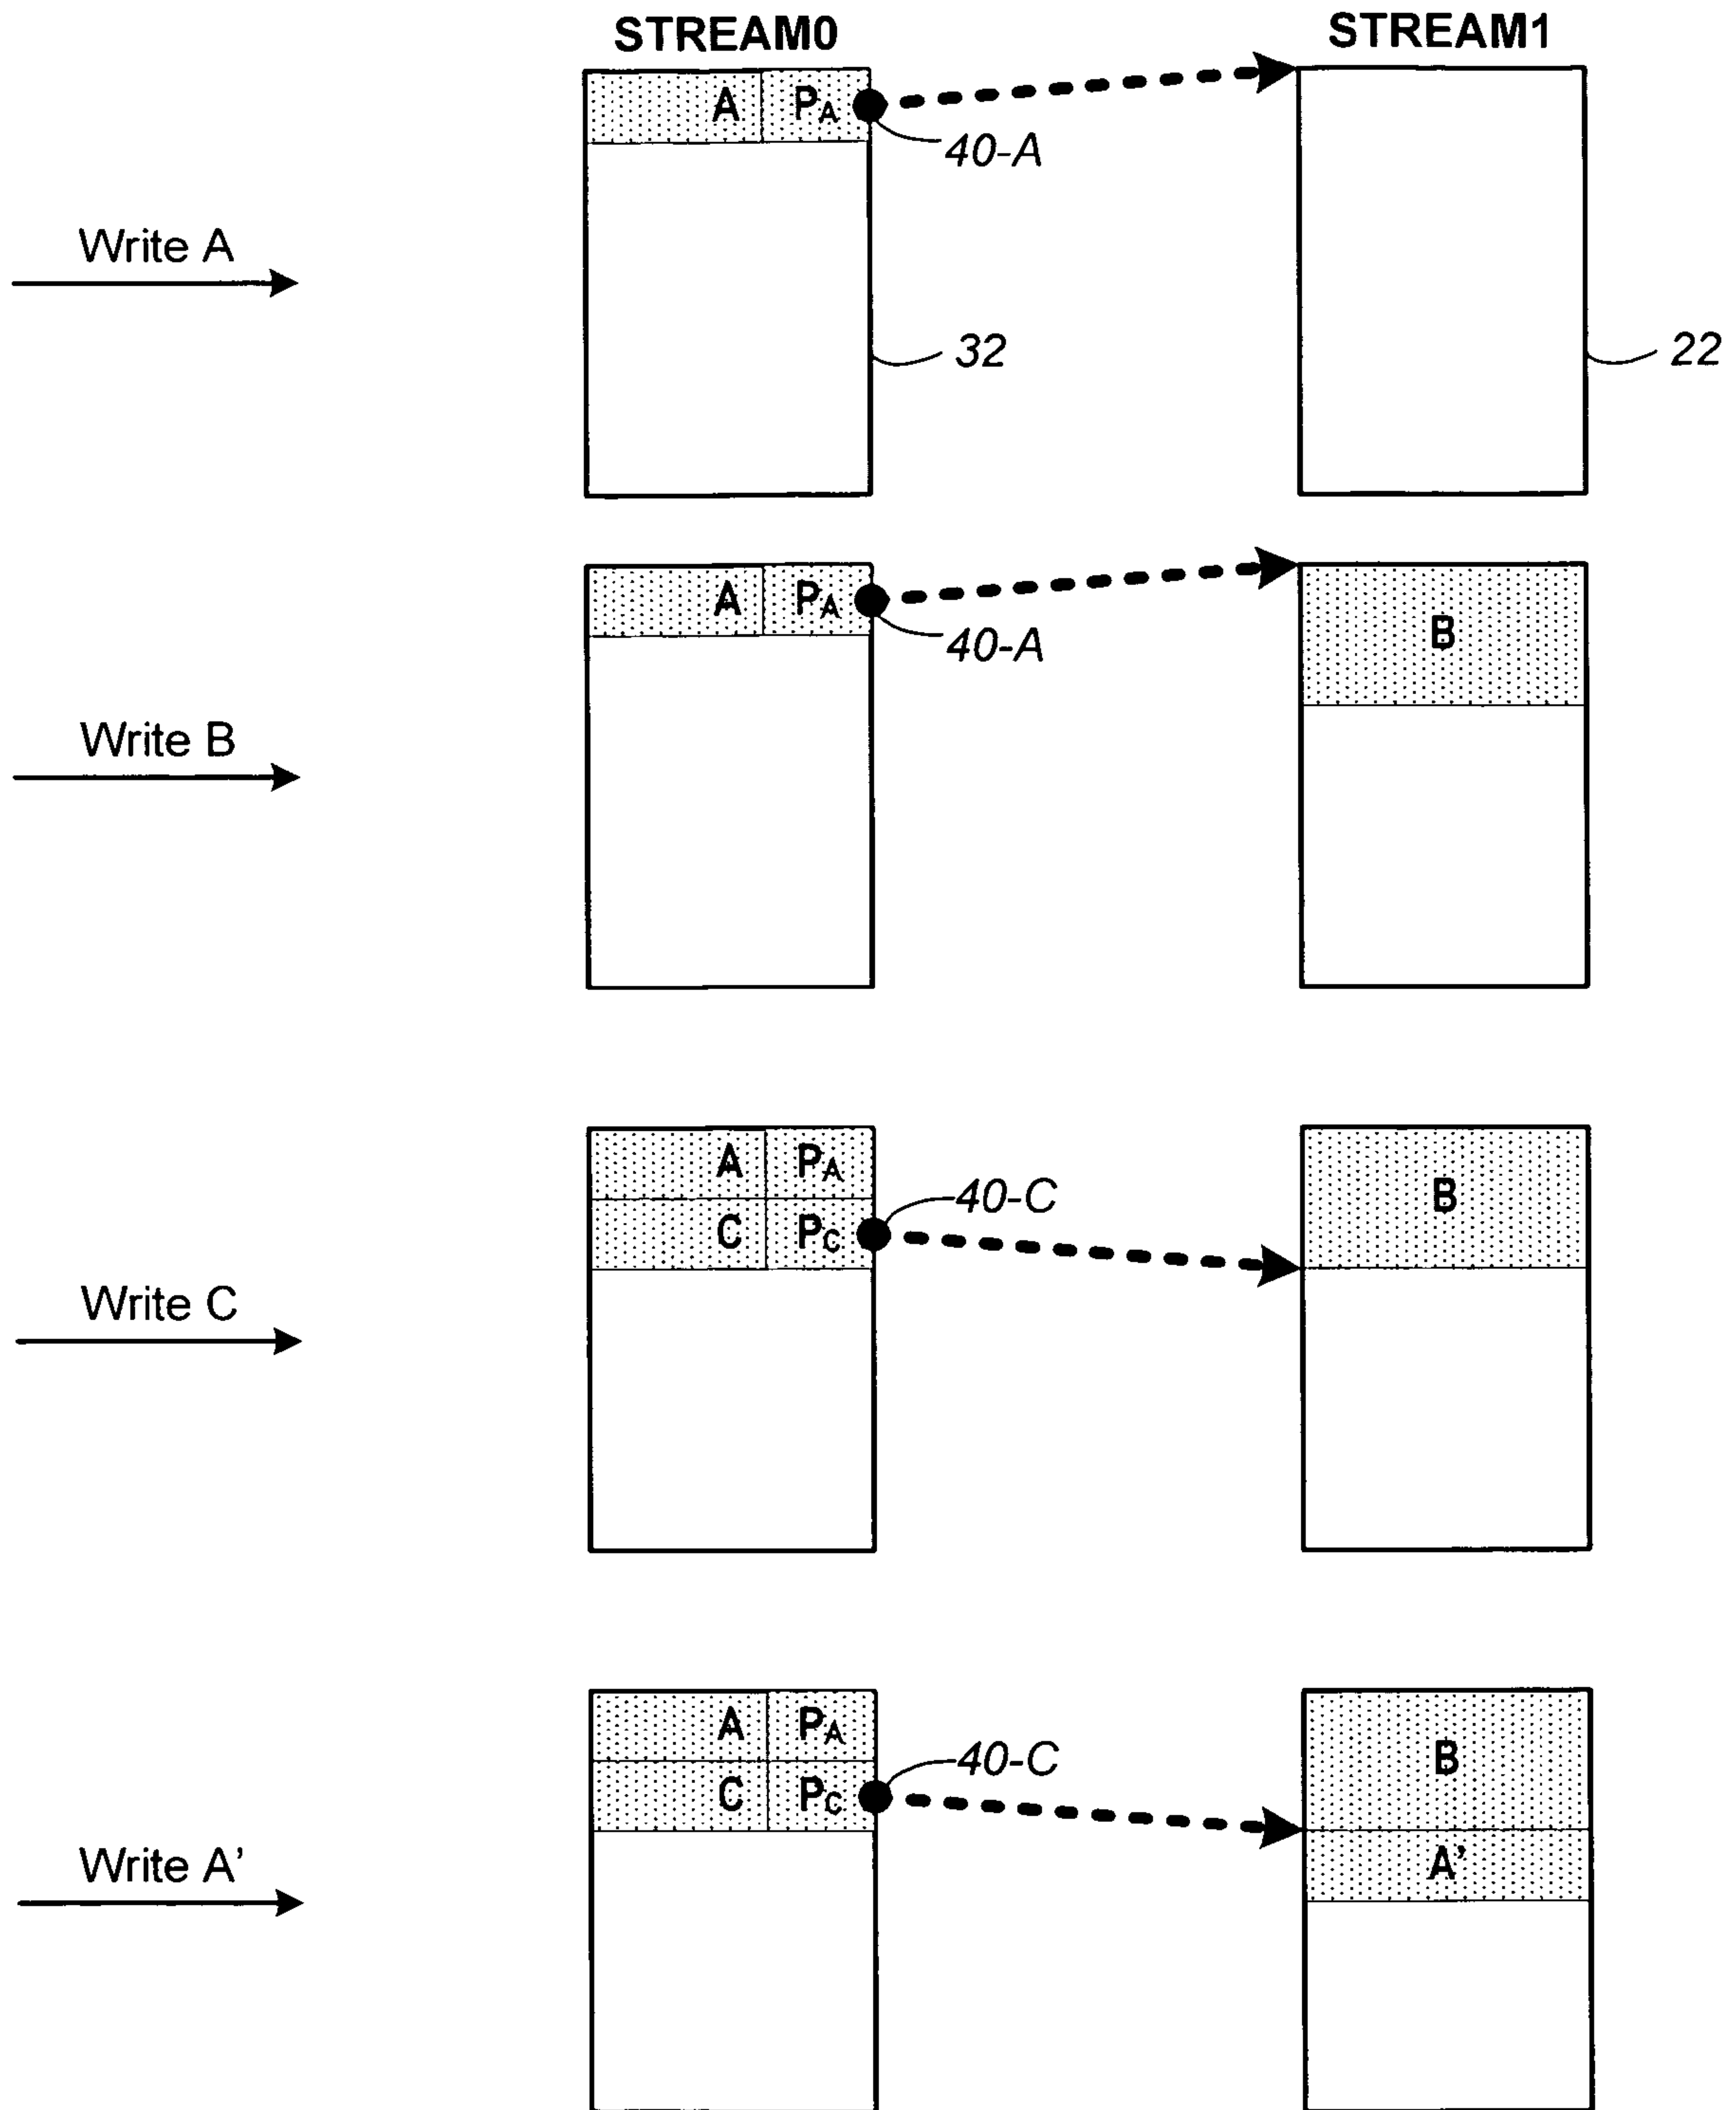 STREAM0 STREAM1
A PA
40-A
Write A
32 22
A PA
40-A
B
Write B
A PA
B
40-C
C PC
Write C
A PA
40-C
B
C PC
Write A’
A’